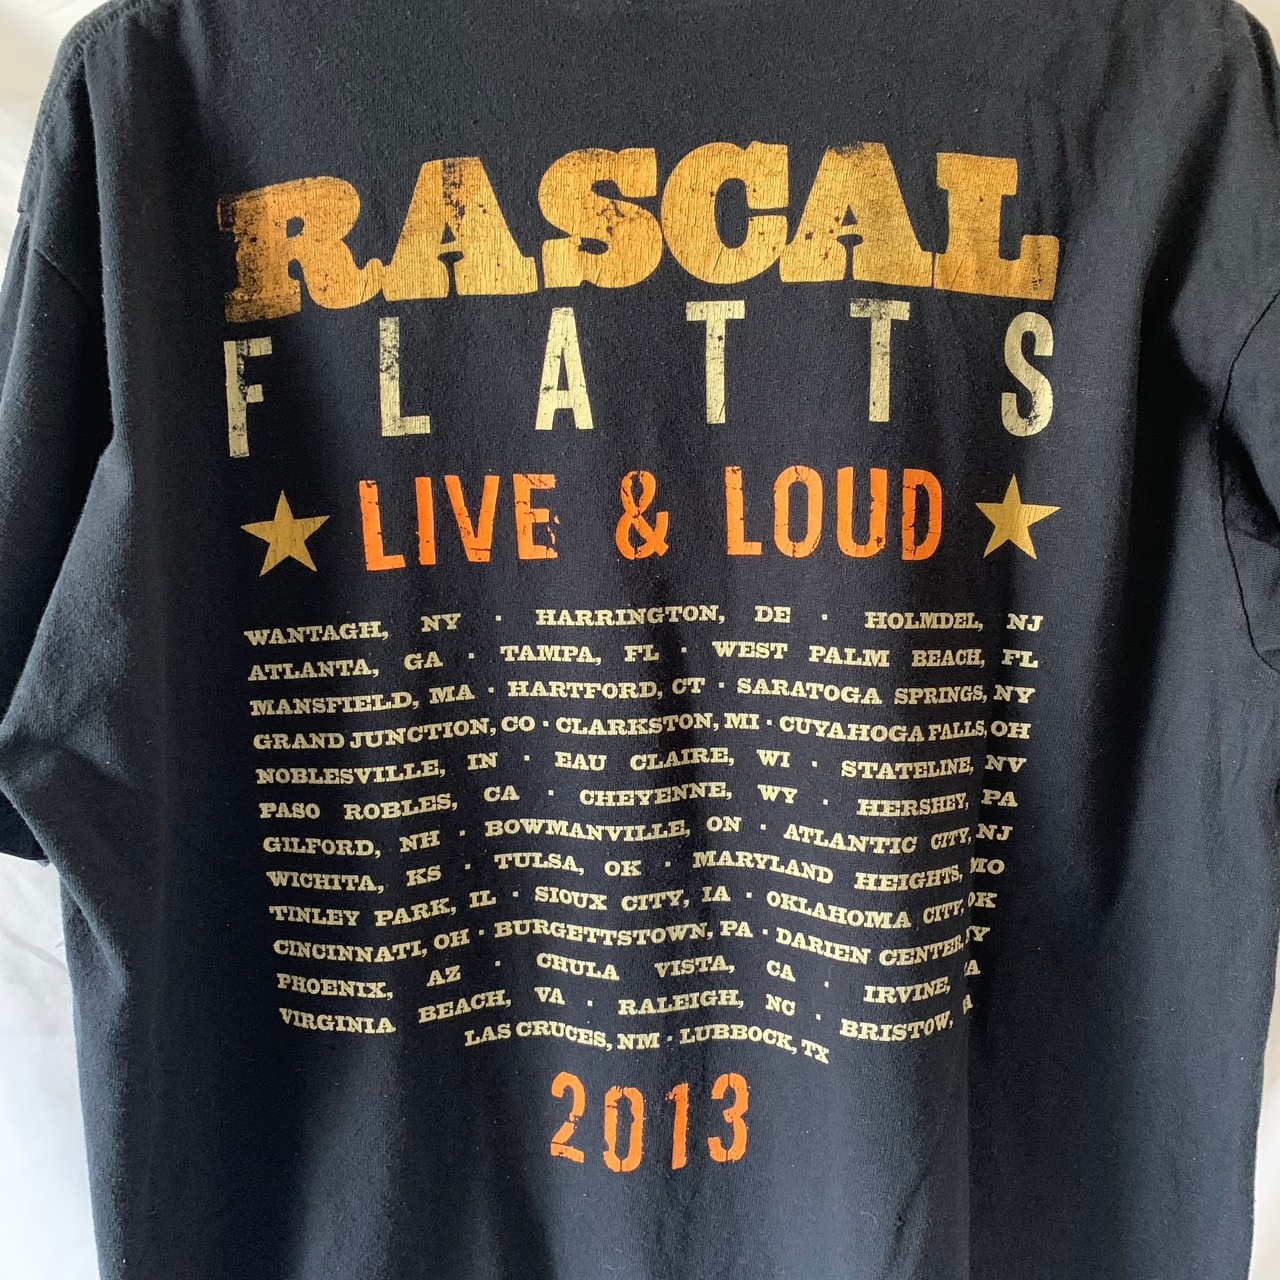 RASCAL
FLATTS
LIVE & LOUD
WANTAGH, NY · HARRINGTON, DE · HOLMDEL, NJ
ATLANTA, GA · TAMPA, FL · WEST PALM BEACH, FL
MANSFIELD, MA · HARTFORD, CT · SARATOGA SPRINGS, NY
GRAND JUNCTION, CO · CLARKSTON, MI · CUYAHOGA FALLS, OH
NOBLESVILLE, IN · EAU CLAIRE, WI · STATELINE, NV
PASO ROBLES, CA · CHEYENNE, WY · HERSHEY, PA
GILFORD, NH · BOWMANVILLE, ON · ATLANTIC CITY, NJ
WICHITA, KS · TULSA, OK · MARYLAND HEIGHTS, MO
TINLEY PARK, IL · SIOUX CITY, IA · OKLAHOMA CITY, OK
CINCINNATI, OH · BURGETTSTOWN, PA · DARIEN CENTER,
PHOENIX, AZ · CHULA VISTA, CA · IRVINE,
VIRGINIA BEACH, VA · RALEIGH, NC · BRISTOW,
LAS CRUCES, NM · LUBBOCK, TX
2013